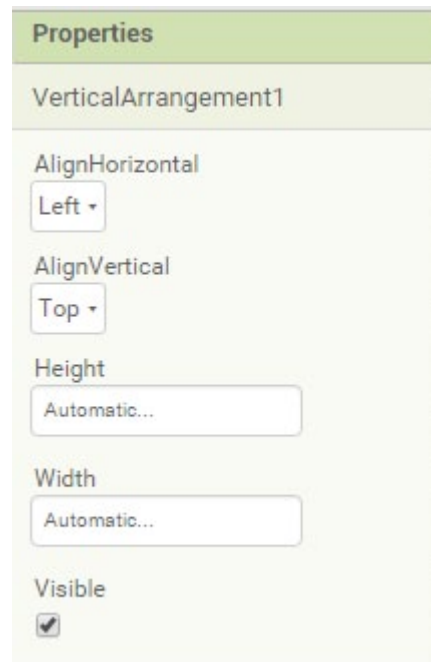 Properties
VerticalArrangement1
AlignHorizontal
Left
AlignVertical
Top
Height
Automatic...
Width
Automatic...
Visible